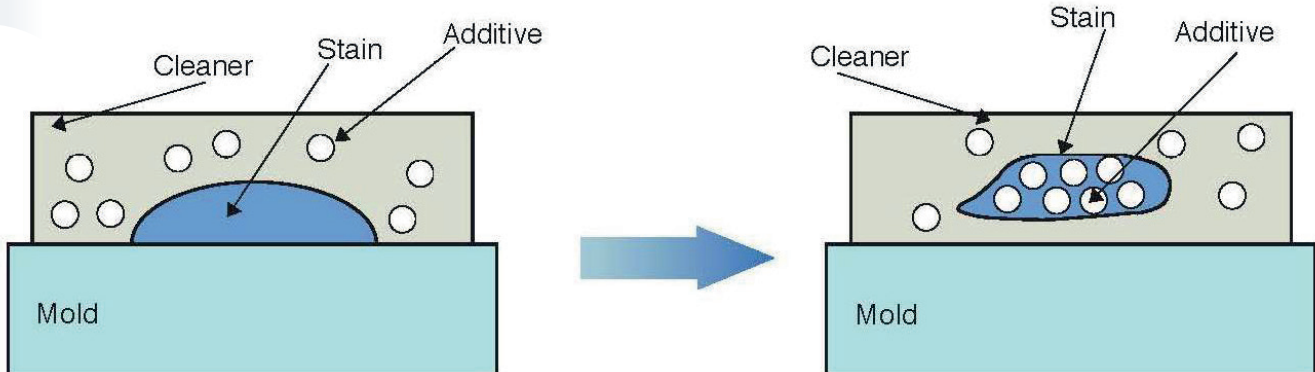 Cleaner
Stain
Additive
Mold
Cleaner
Stain
Additive
Mold